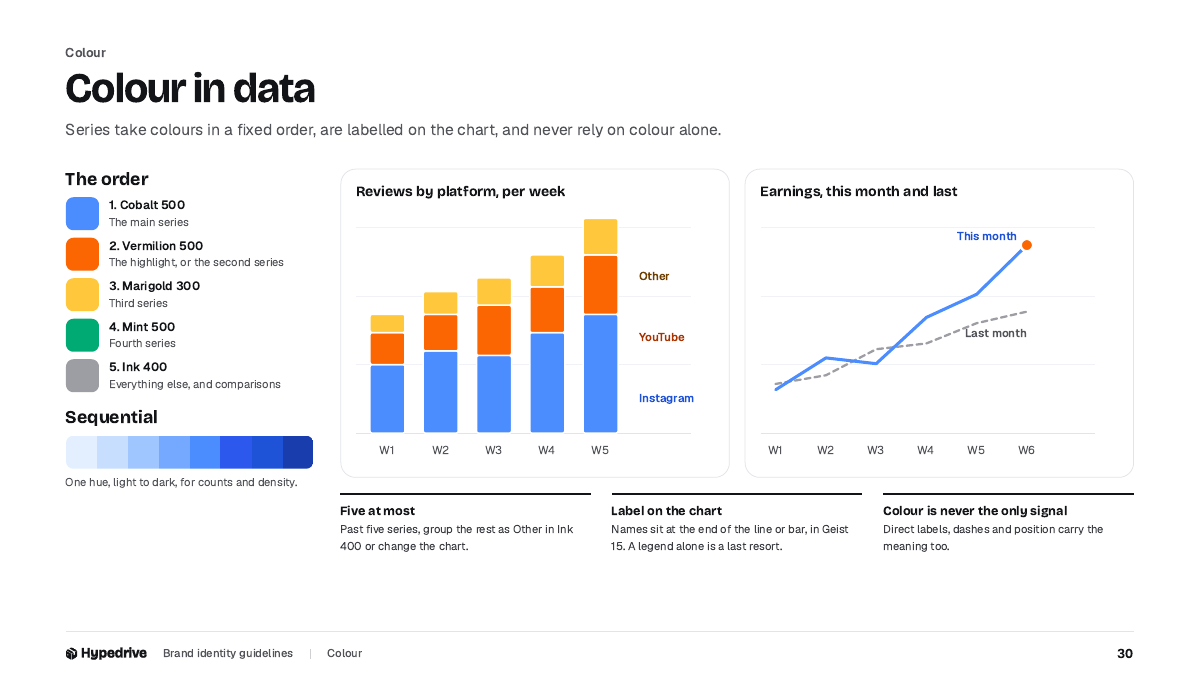 Colour
Colour in data
Series take colours in a fixed order, are labelled on the chart, and never rely on colour alone.
The order
1. Cobalt 500
The main series
2. Vermilion 500
The highlight, or the second series
3. Marigold 300
Third series
4. Mint 500
Fourth series
5. Ink 400
Everything else, and comparisons
Sequential
One hue, light to dark, for counts and density.
Reviews by platform, per week
Other
YouTube
Instagram
W1 W2 W3 W4 W5
Earnings, this month and last
This month
Last month
W1 W2 W3 W4 W5 W6
Five at most
Past five series, group the rest as Other in Ink
400 or change the chart.
Label on the chart
Names sit at the end of the line or bar, in Geist
15. A legend alone is a last resort.
Colour is never the only signal
Direct labels, dashes and position carry the
meaning too.
Hypedrive Brand identity guidelines | Colour 30